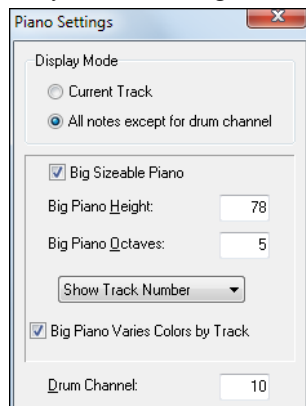 Piano Settings
Display Mode
Current Track
All notes except for drum channel
Big Sizeable Piano
Big Piano Height: 78
Big Piano Octaves: 5
Show Track Number
Big Piano Varies Colors by Track
Drum Channel: 10